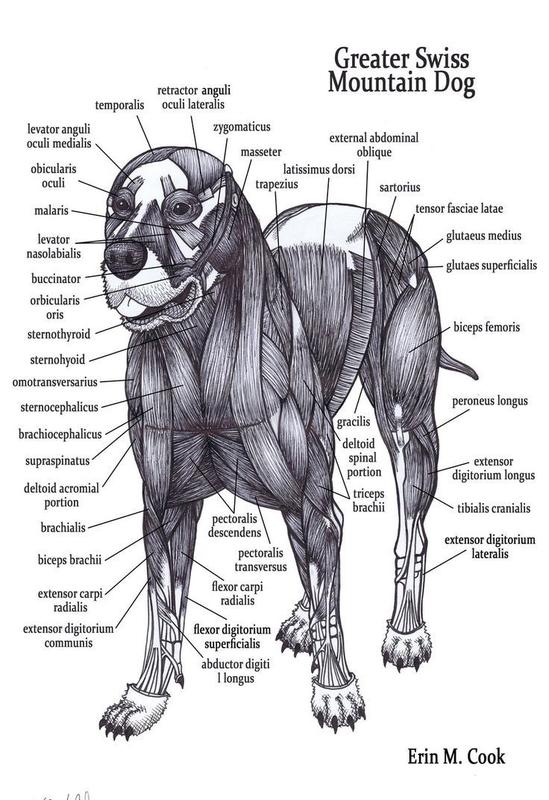 Greater Swiss
Mountain Dog
retractor anguli
oculi lateralis
temporalis
zygomaticus
levator anguli
oculi medialis
masseter
external abdominal
oblique
latissimus dorsi
obicularis
oculi
trapezius
sartorius
malaris
tensor fasciae latae
levator
nasolabialis
glutaeus medius
buccinator
glutaes superficialis
orbicularis
oris
sternothyroid
biceps femoris
sternohyoid
omotransversarius
sternocephalicus
peroneus longus
brachiocephalicus
gracilis
supraspinatus
deltoid
spinal
portion
extensor
digitorium longus
deltoid acromial
portion
triceps
brachii
tibialis cranialis
brachialis
pectoralis
descendens
extensor digitorium
lateralis
biceps brachii
pectoralis
transversus
extensor carpi
radialis
flexor carpi
radialis
extensor digitorium
communis
flexor digitorium
superficialis
abductor digiti
l longus
Erin M. Cook